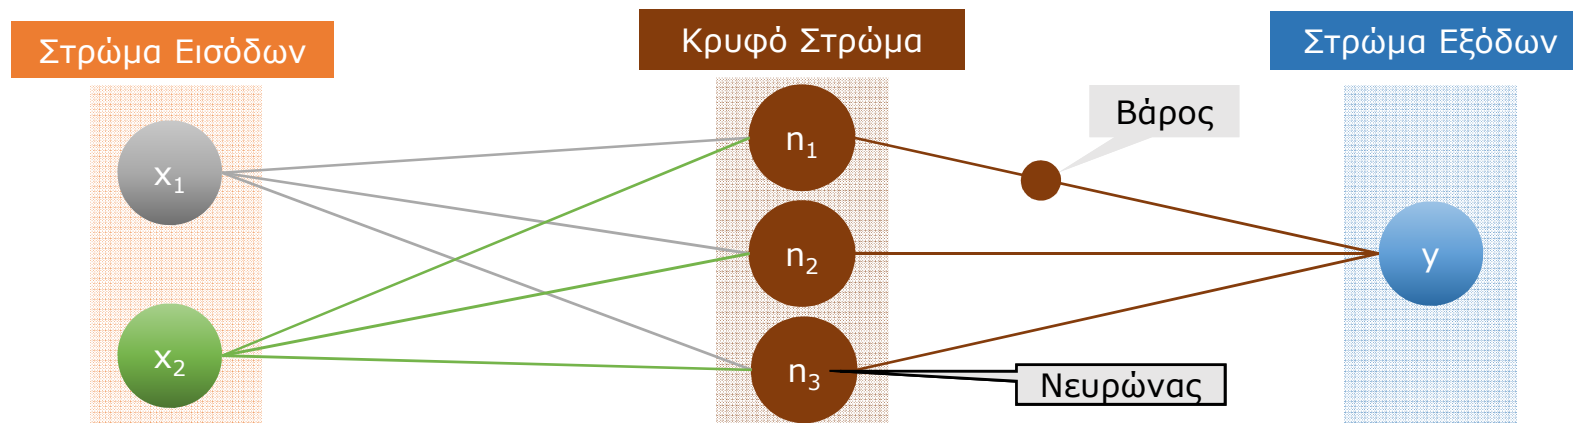 Στρώμα Εισόδων
Κρυφό Στρώμα
Στρώμα Εξόδων
Βάρος
x₁
n₁
n₂
y
x₂
n₃
Νευρώνας